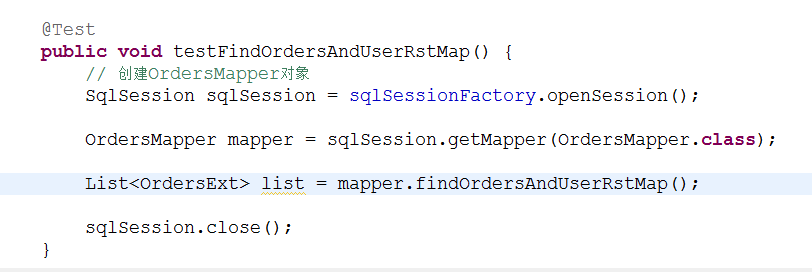 @Test
public void testFindOrdersAndUserRstMap() {
// 创建OrdersMapper对象
SqlSession sqlSession = sqlSessionFactory.openSession();
OrdersMapper mapper = sqlSession.getMapper(OrdersMapper.class);
List<OrdersExt> list = mapper.findOrdersAndUserRstMap();
sqlSession.close();
}